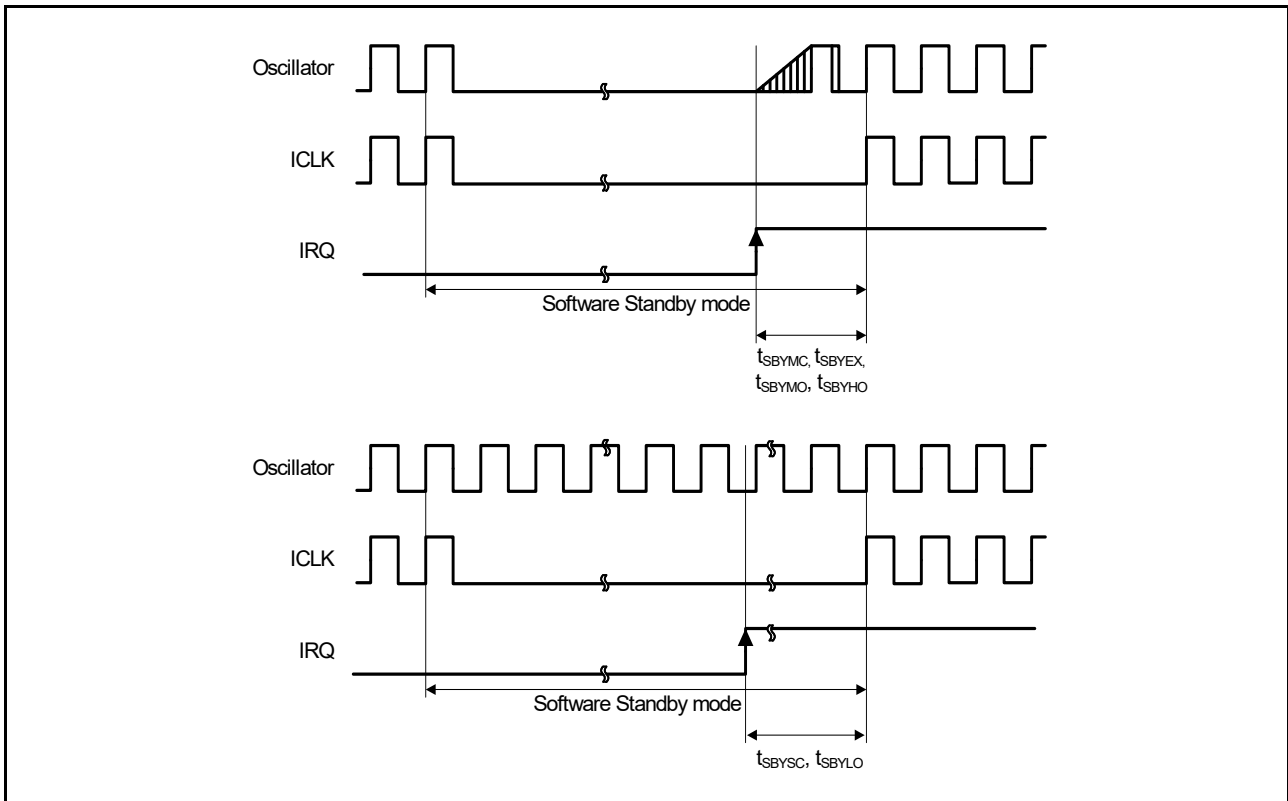 Oscillator
ICLK
IRQ
Software Standby mode
tSBYMC, tSBYEX,
tSBYMO, tSBYHO
Oscillator
ICLK
IRQ
Software Standby mode
tSBYSC, tSBYLO